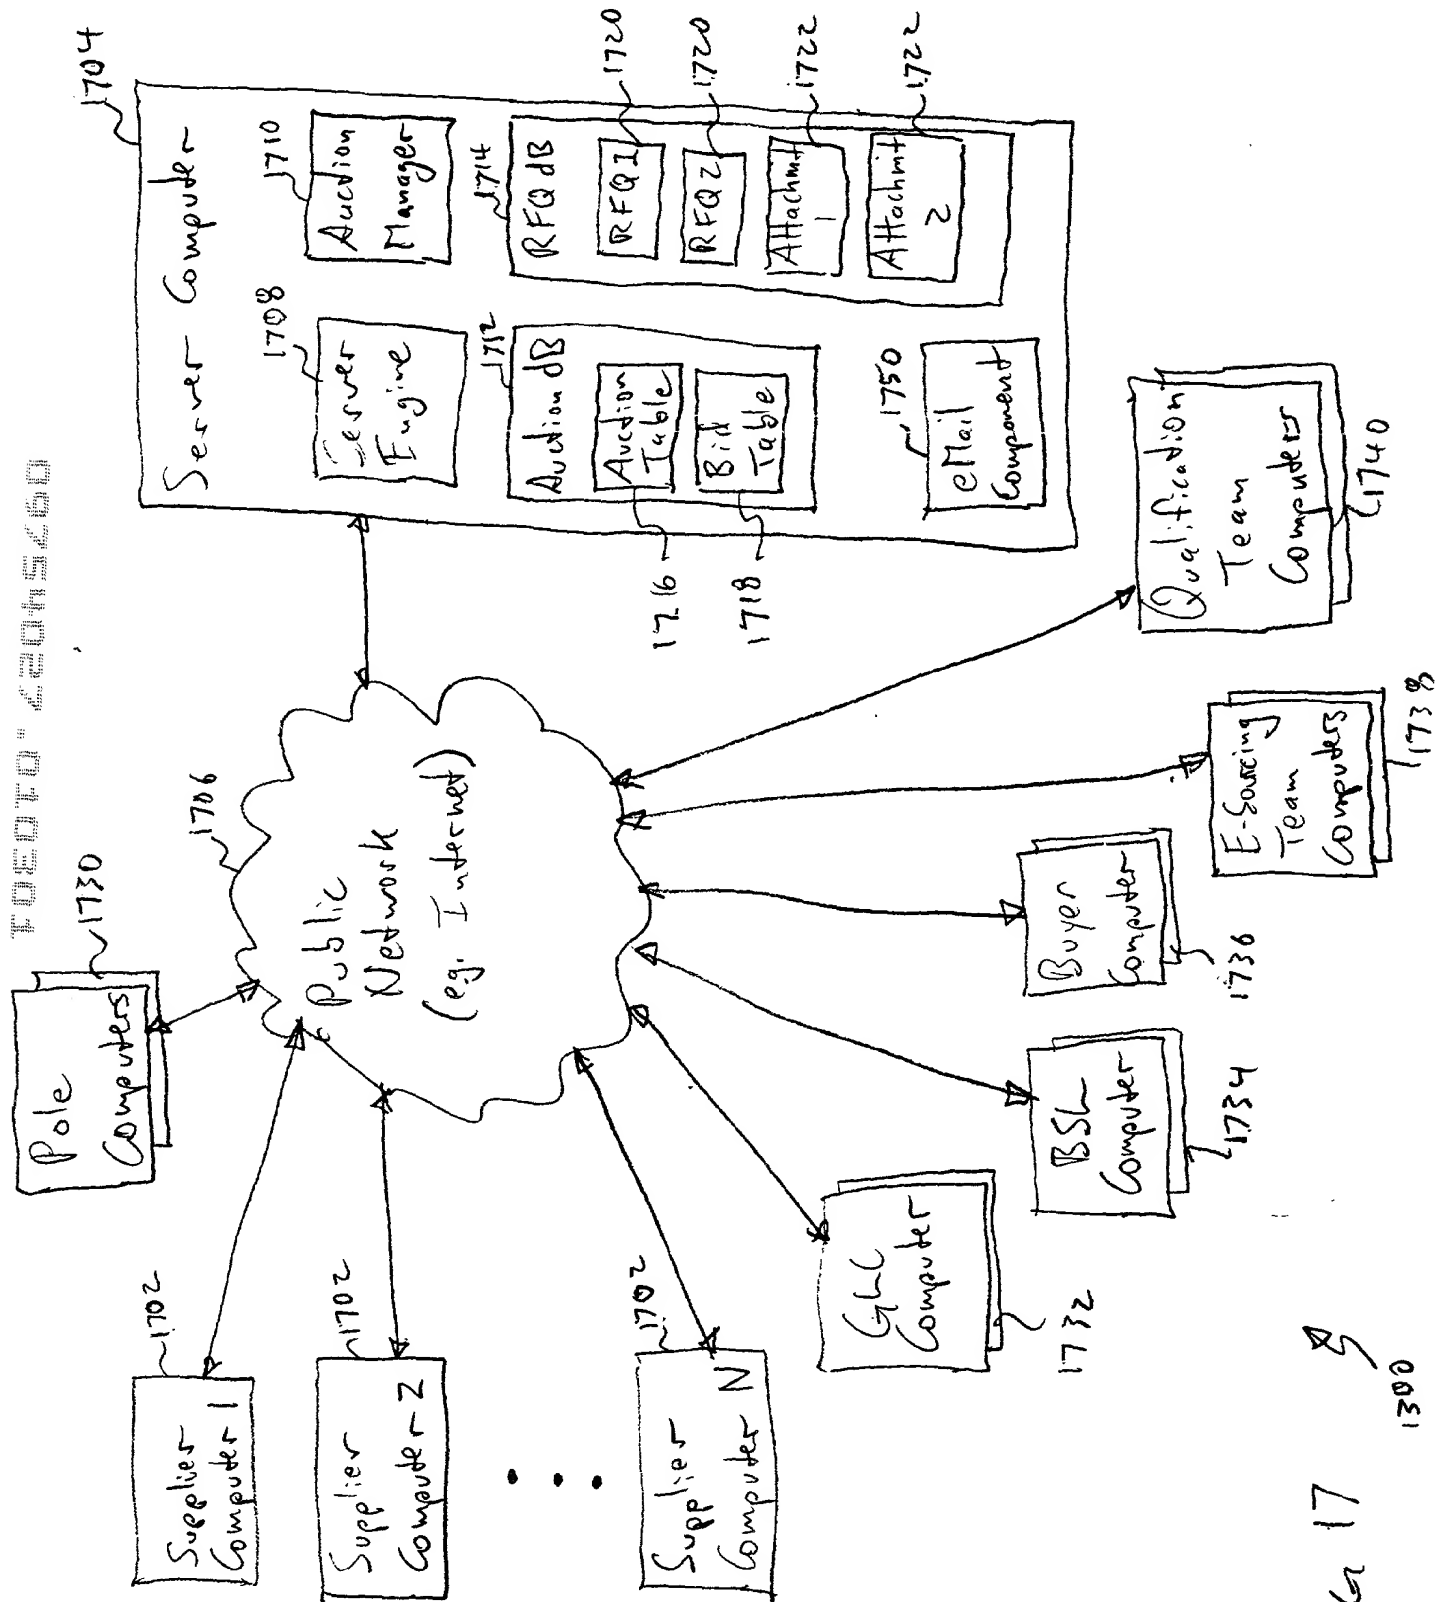 Supplier
Computer 1
1702
Supplier
Computer 2
1702
Supplier
Computer N
1702
Pole
Computers
1730
Public
Network
(eg. Internet)
1706
Server Computer
1704
Server
Engine
1708
Auction
Manager
1710
Auction dB
1712
Auction
Table
1716
Bid
Table
1718
RFQ dB
1714
RFQ1
1720
RFQ2
1720
Attachmt
1
1722
Attachmt
2
1722
eMail
Component
1750
GLC
Computer
1732
BSL
Computer
1734
Buyer
Computer
1736
E-Sourcing
Team
Computers
1738
Qualification
Team
Computers
1740
17
1300